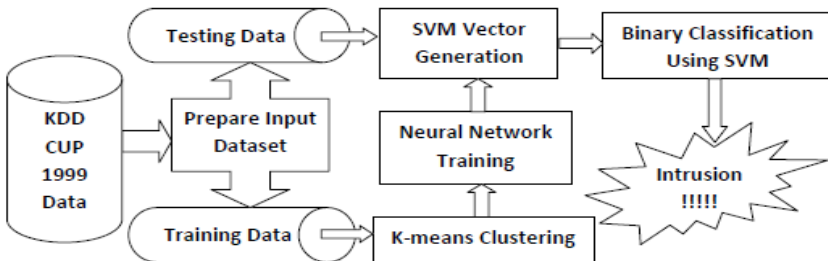 KDD
CUP
1999
Data
Testing Data
Prepare Input
Dataset
Training Data
SVM Vector
Generation
Neural Network
Training
K-means Clustering
Binary Classification
Using SVM
Intrusion
!!!!!